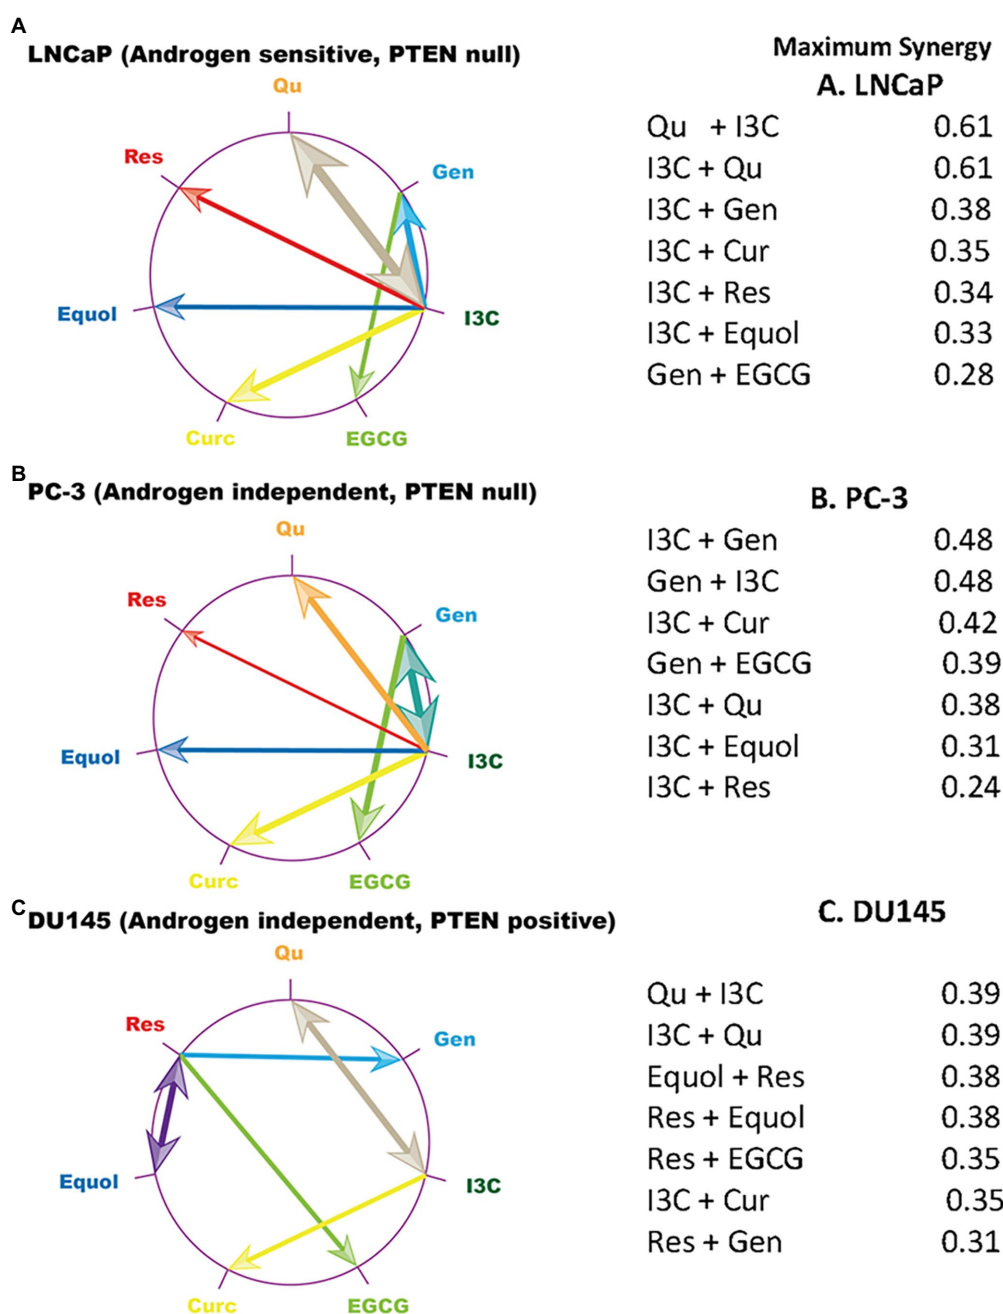 A
LNCaP (Androgen sensitive, PTEN null)
Qu
Res
Gen
Equol
I3C
Curc
EGCG
Maximum Synergy
A. LNCaP
Qu + I3C 0.61
I3C + Qu 0.61
I3C + Gen 0.38
I3C + Cur 0.35
I3C + Res 0.34
I3C + Equol 0.33
Gen + EGCG 0.28
B
PC-3 (Androgen independent, PTEN null)
Qu
Res
Gen
Equol
I3C
Curc
EGCG
B. PC-3
I3C + Gen 0.48
Gen + I3C 0.48
I3C + Cur 0.42
Gen + EGCG 0.39
I3C + Qu 0.38
I3C + Equol 0.31
I3C + Res 0.24
C
DU145 (Androgen independent, PTEN positive)
Qu
Res
Gen
Equol
I3C
Curc
EGCG
C. DU145
Qu + I3C 0.39
I3C + Qu 0.39
Equol + Res 0.38
Res + Equol 0.38
Res + EGCG 0.35
I3C + Cur 0.35
Res + Gen 0.31